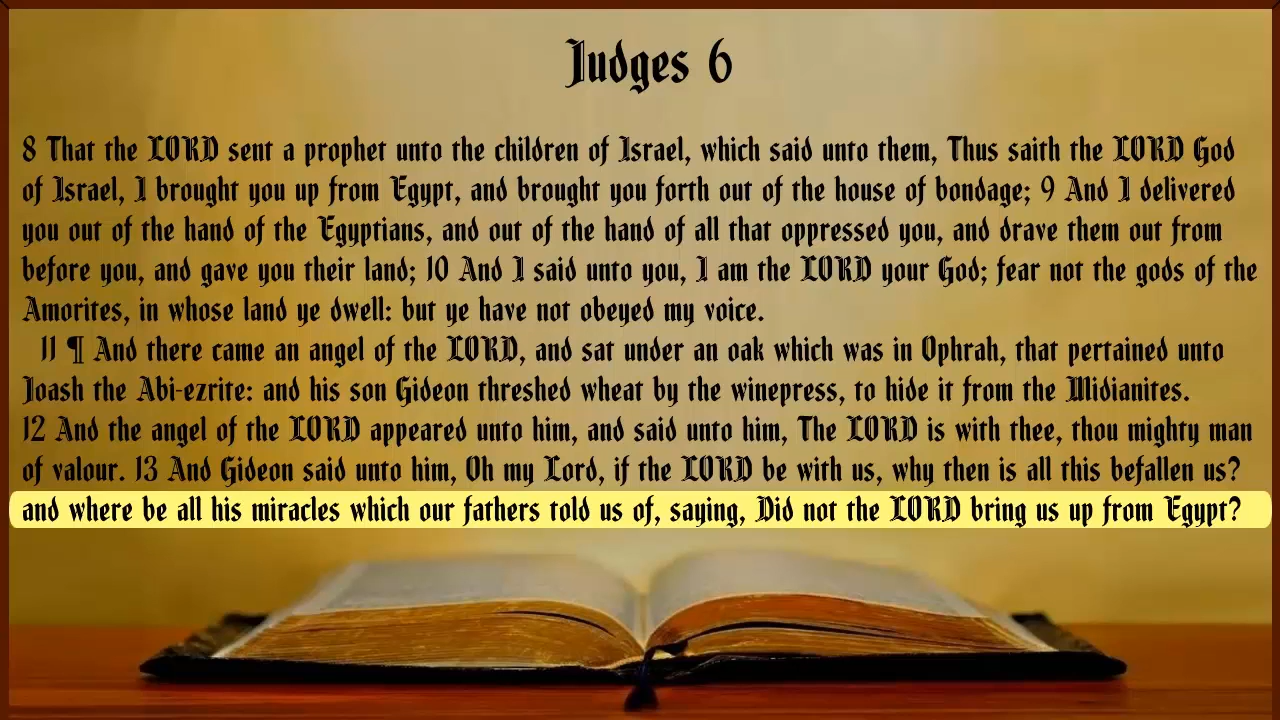 Judges 6
8 That the LORD sent a prophet unto the children of Israel, which said unto them, Thus saith the LORD God
of Israel, I brought you up from Egypt, and brought you forth out of the house of bondage; 9 And I delivered
you out of the hand of the Egyptians, and out of the hand of all that oppressed you, and drave them out from
before you, and gave you their land; 10 And I said unto you, I am the LORD your God; fear not the gods of the
Amorites, in whose land ye dwell: but ye have not obeyed my voice.
11 ¶ And there came an angel of the LORD, and sat under an oak which was in Ophrah, that pertained unto
Joash the Abi-ezrite: and his son Gideon threshed wheat by the winepress, to hide it from the Midianites.
12 And the angel of the LORD appeared unto him, and said unto him, The LORD is with thee, thou mighty man
of valour. 13 And Gideon said unto him, Oh my Lord, if the LORD be with us, why then is all this befallen us?
and where be all his miracles which our fathers told us of, saying, Did not the LORD bring us up from Egypt?